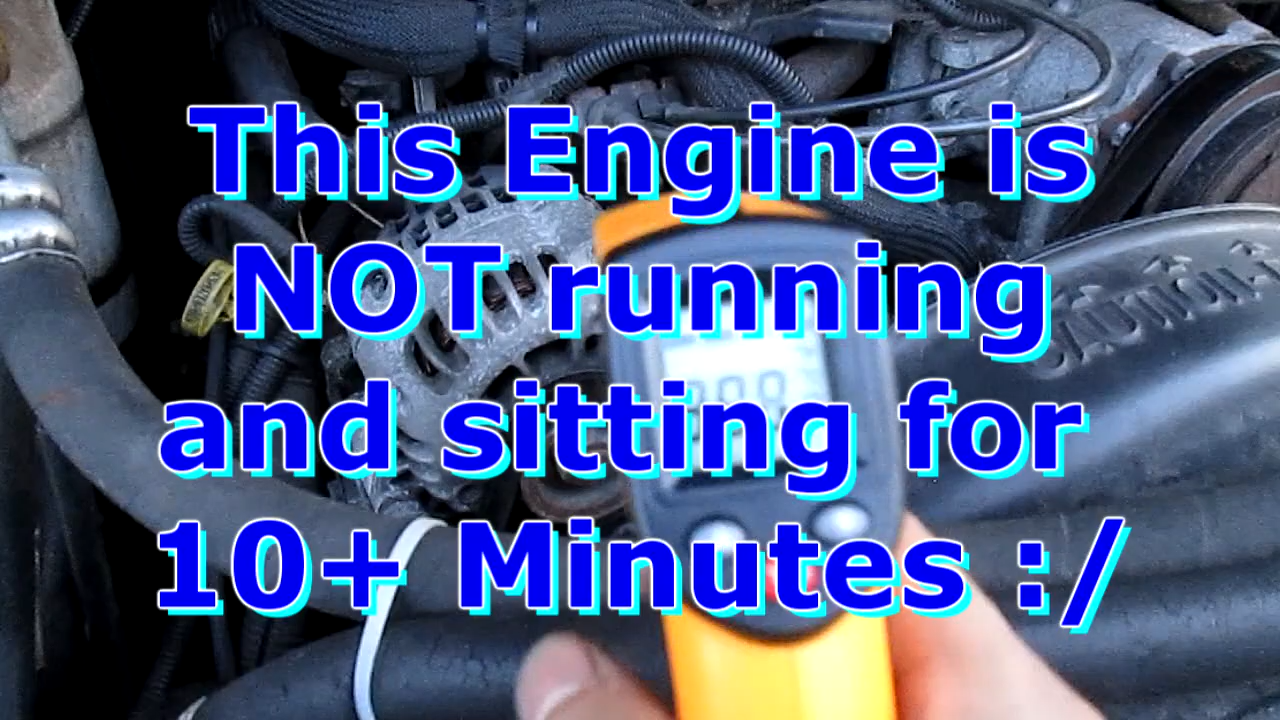 This Engine is
NOT running
and sitting for
10+ Minutes :/